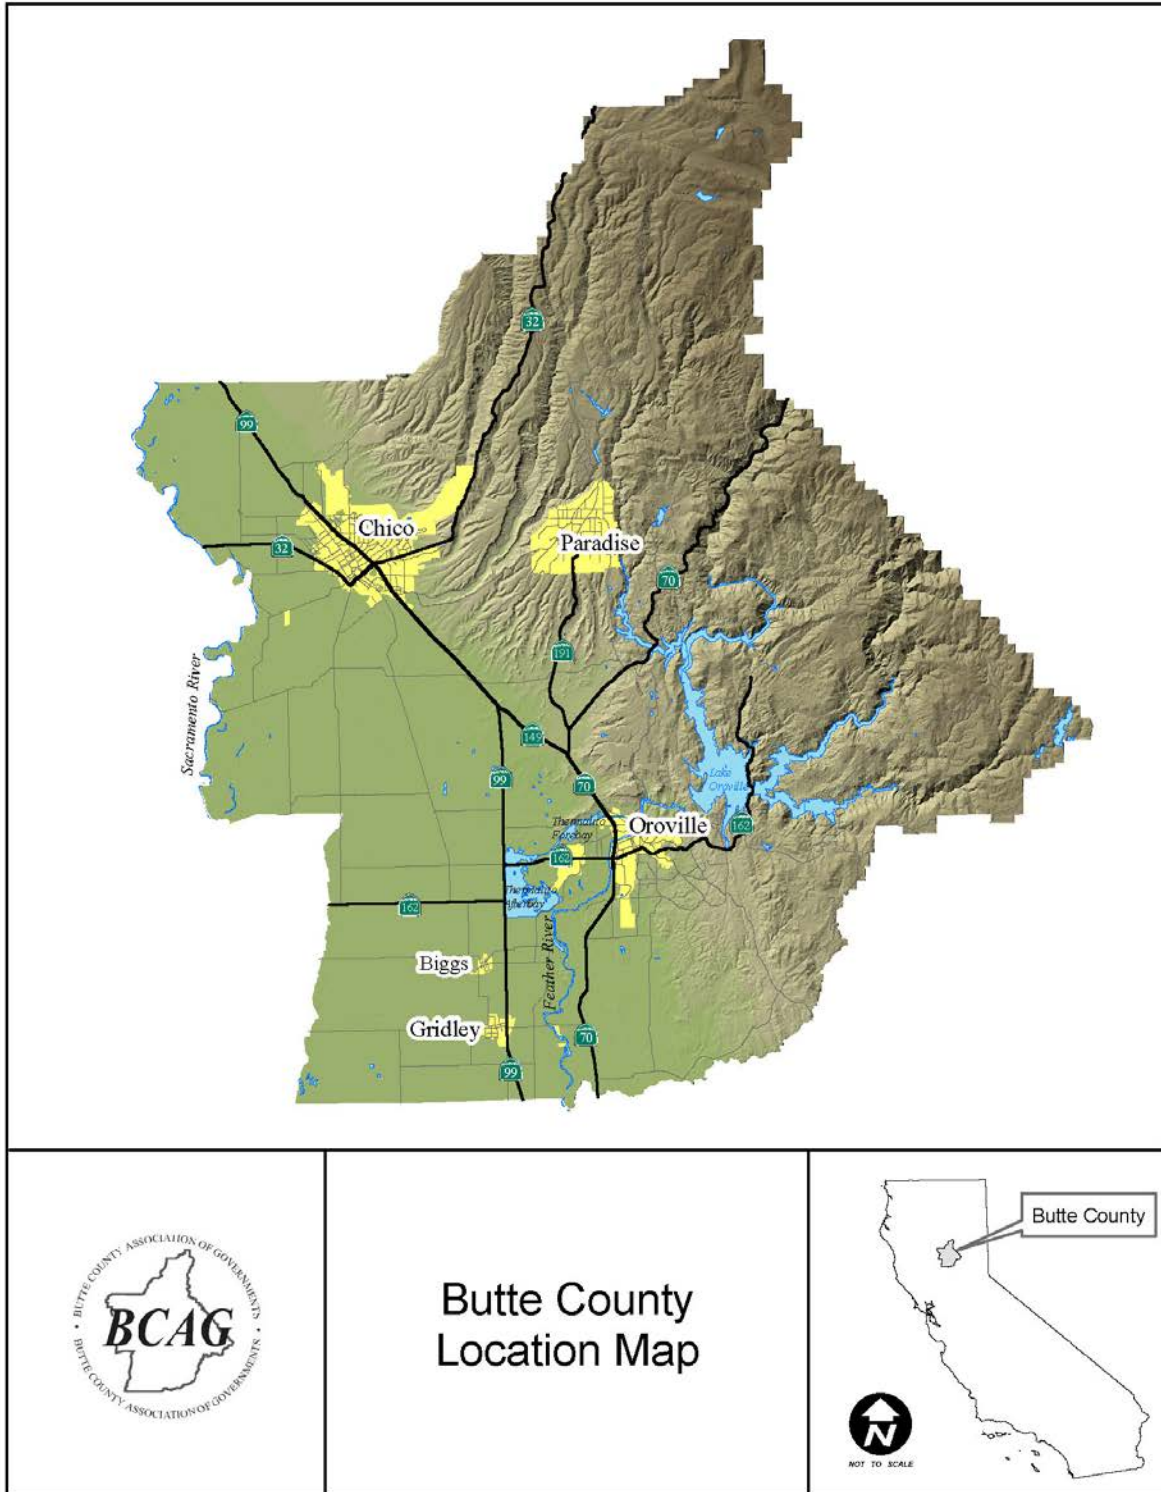 32
99
Chico
32
Paradise
70
191
Sacramento River
149
99
70
Lake
Oroville
Thermalito
Forebay
Oroville
162
162
Thermalito
Afterbay
162
Feather River
Biggs
Gridley
70
99
BUTTE COUNTY ASSOCIATION OF GOVERNMENTS
BCAG
BUTTE COUNTY ASSOCIATION OF GOVERNMENTS
Butte County
Location Map
Butte County
N
NOT TO SCALE